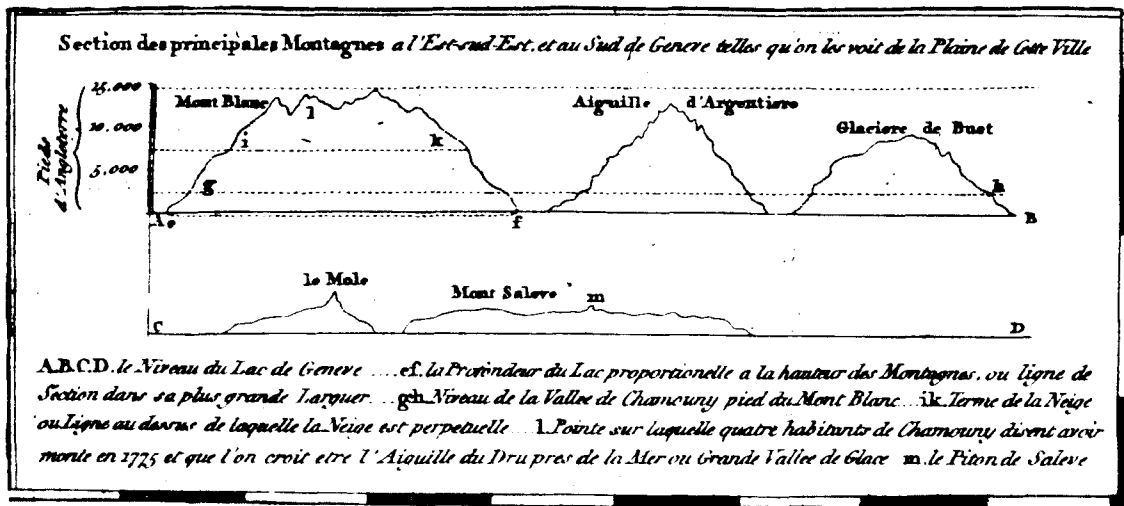 Section des principales Montagnes a l'Est-sud-Est, et au Sud de Geneve telles qu'on les voit de la Plaine de Cette Ville
Pieds d'Angleterre
15.000
10.000
5.000
Mont Blanc
Aiguille d'Argentiere
Glaciere de Buet
i
l
k
g
h
A e
f
B
le Mole
Mont Saleve
m
C
D
A.B.C.D. le Niveau du Lac de Geneve ....ef. la Profondeur du Lac proportionelle a la hauteur des Montagnes, ou ligne de
Section dans sa plus grande Larguer...gh Niveau de la Vallee de Chamouny pied du Mont Blanc...ik Terme de la Neige
ou Ligne au dessus de laquelle la Neige est perpetuelle...l Pointe sur laquelle quatre habitants de Chamouny disent avoir
monte en 1775 et que l'on croit etre l'Aiguille du Dru pres de la Mer ou Grande Vallee de Glace m. le Piton de Saleve